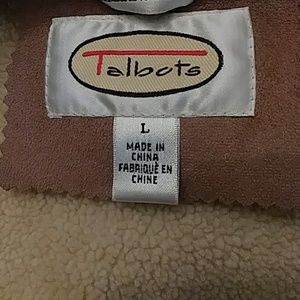 Talbots
L
MADE IN
CHINA
FABRIQUÉ EN
CHINE